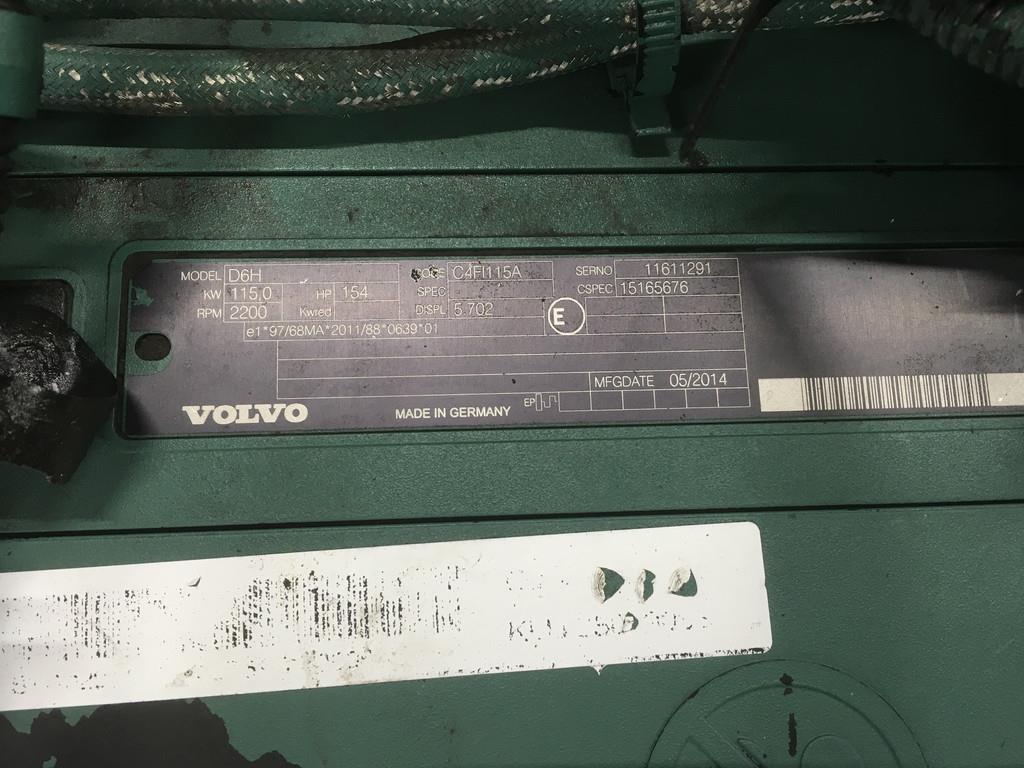 MODEL D6H CODE C4FI115A SERNO 11611291
KW 115,0 HP 154 SPEC CSPEC 15165676
RPM 2200 Kwred DISPL 5.702 E
e1*97/68MA*2011/88*0639*01
MFGDATE 05/2014
VOLVO MADE IN GERMANY EP